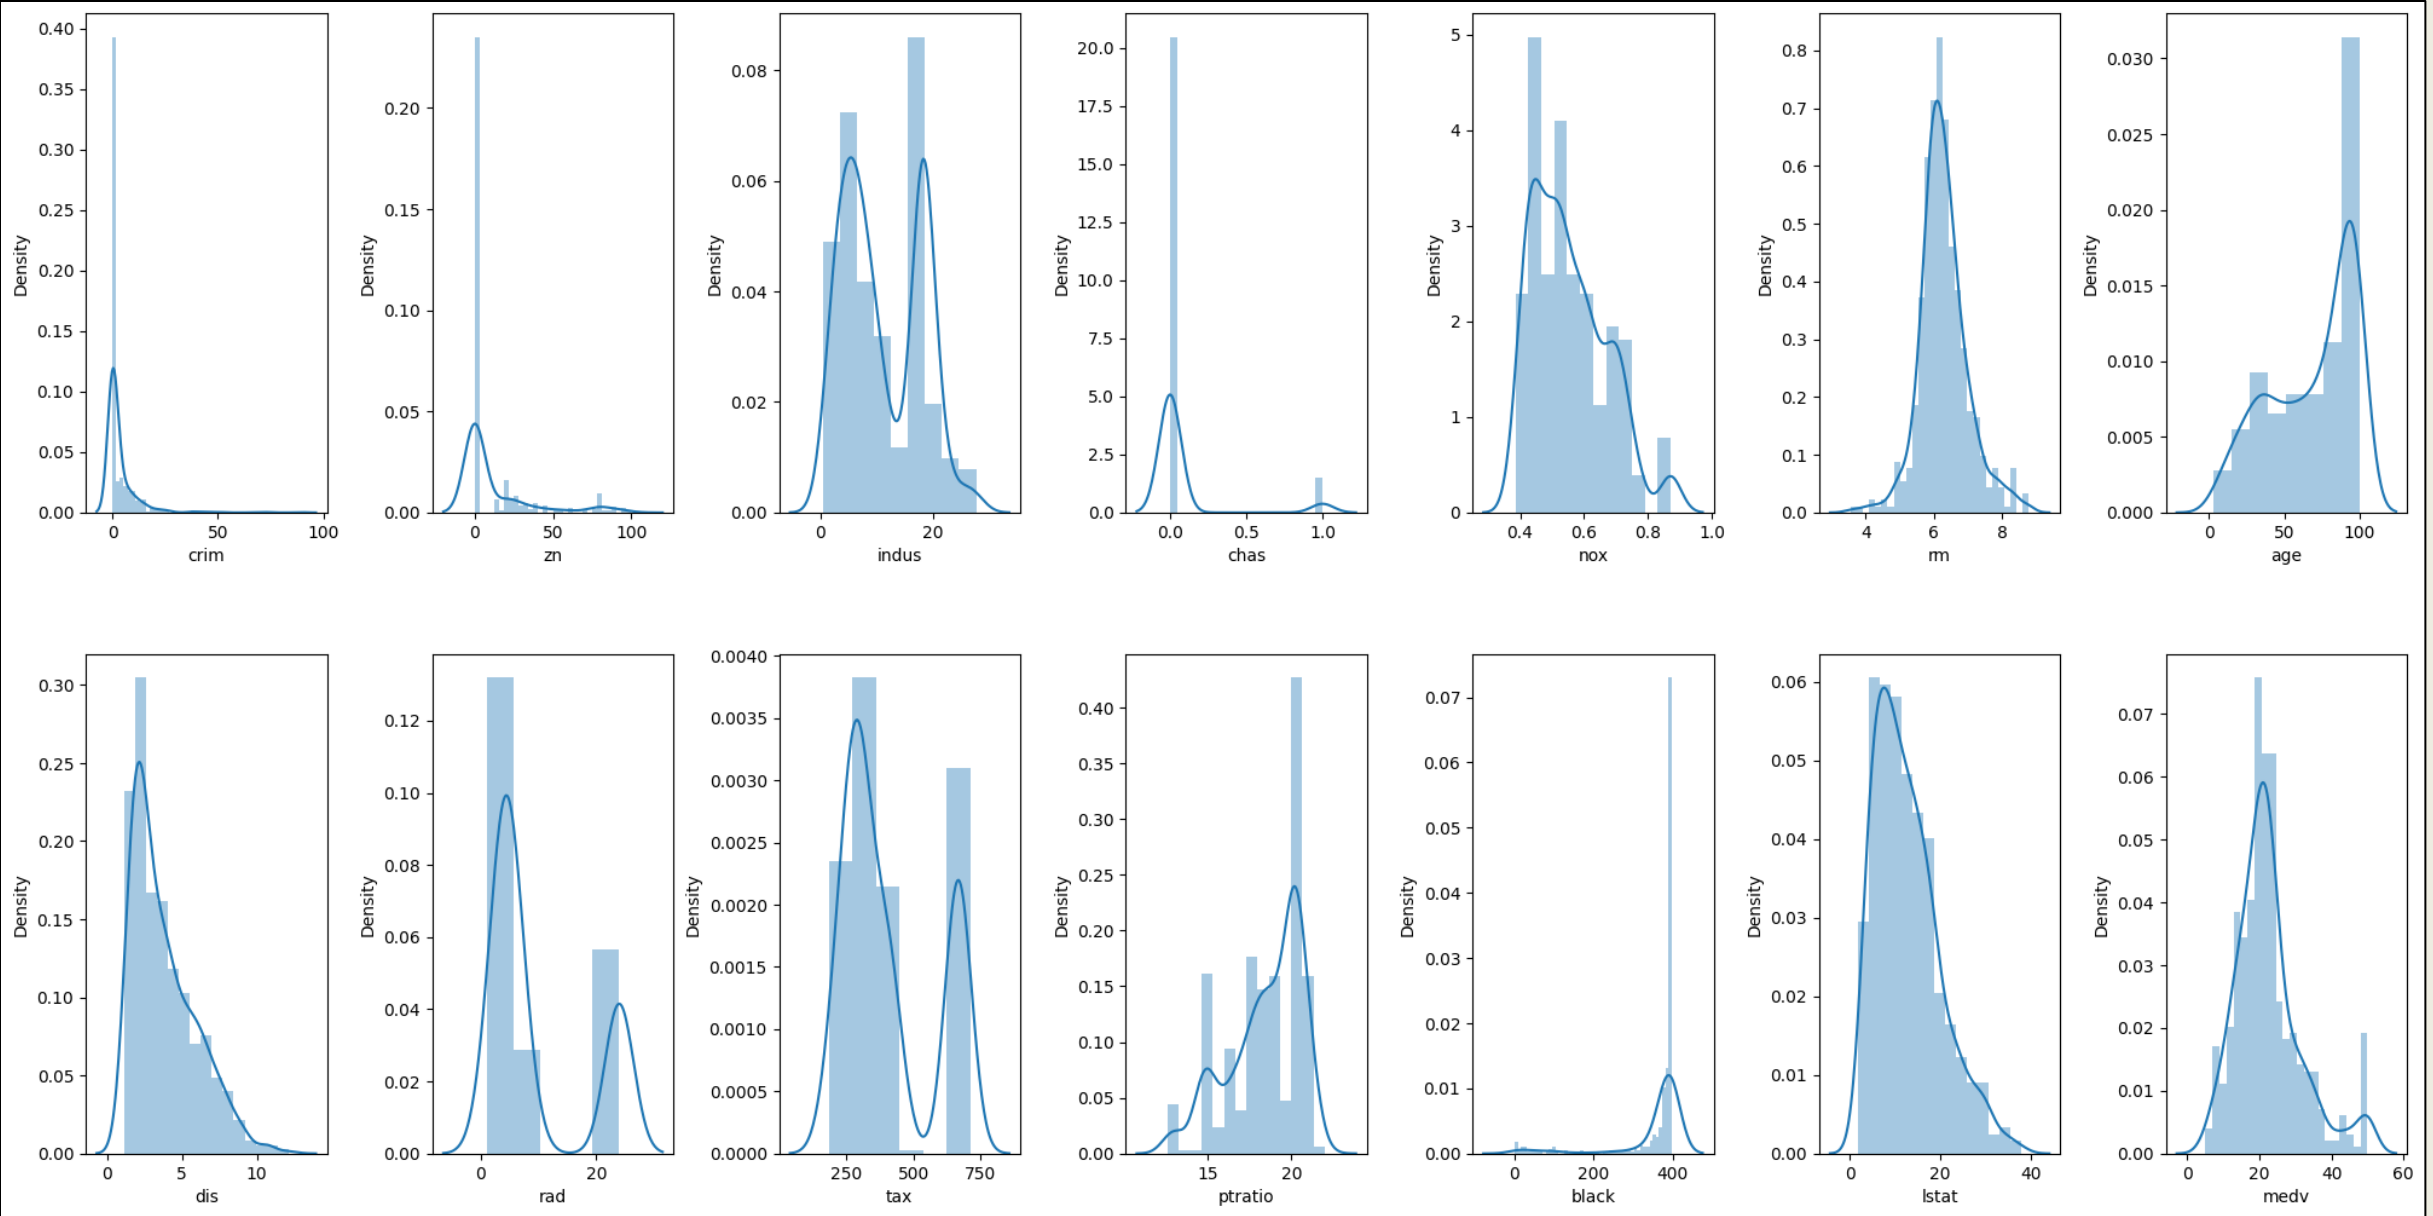 0.40
0.35
0.30
0.25
0.20
0.15
0.10
0.05
0.00
Density
0 50 100
crim
0.20
0.15
0.10
0.05
0.00
Density
0 50 100
zn
0.08
0.06
0.04
0.02
0.00
Density
0 20
indus
20.0
17.5
15.0
12.5
10.0
7.5
5.0
2.5
0.0
Density
0.0 0.5 1.0
chas
5
4
3
2
1
0
Density
0.4 0.6 0.8 1.0
nox
0.8
0.7
0.6
0.5
0.4
0.3
0.2
0.1
0.0
Density
4 6 8
rm
0.030
0.025
0.020
0.015
0.010
0.005
0.000
Density
0 50 100
age
0.30
0.25
0.20
0.15
0.10
0.05
0.00
Density
0 5 10
dis
0.12
0.10
0.08
0.06
0.04
0.02
0.00
Density
0 20
rad
0.0040
0.0035
0.0030
0.0025
0.0020
0.0015
0.0010
0.0005
0.0000
Density
250 500 750
tax
0.40
0.35
0.30
0.25
0.20
0.15
0.10
0.05
0.00
Density
15 20
ptratio
0.07
0.06
0.05
0.04
0.03
0.02
0.01
0.00
Density
0 200 400
black
0.06
0.05
0.04
0.03
0.02
0.01
0.00
Density
0 20 40
lstat
0.07
0.06
0.05
0.04
0.03
0.02
0.01
0.00
Density
0 20 40 60
medv